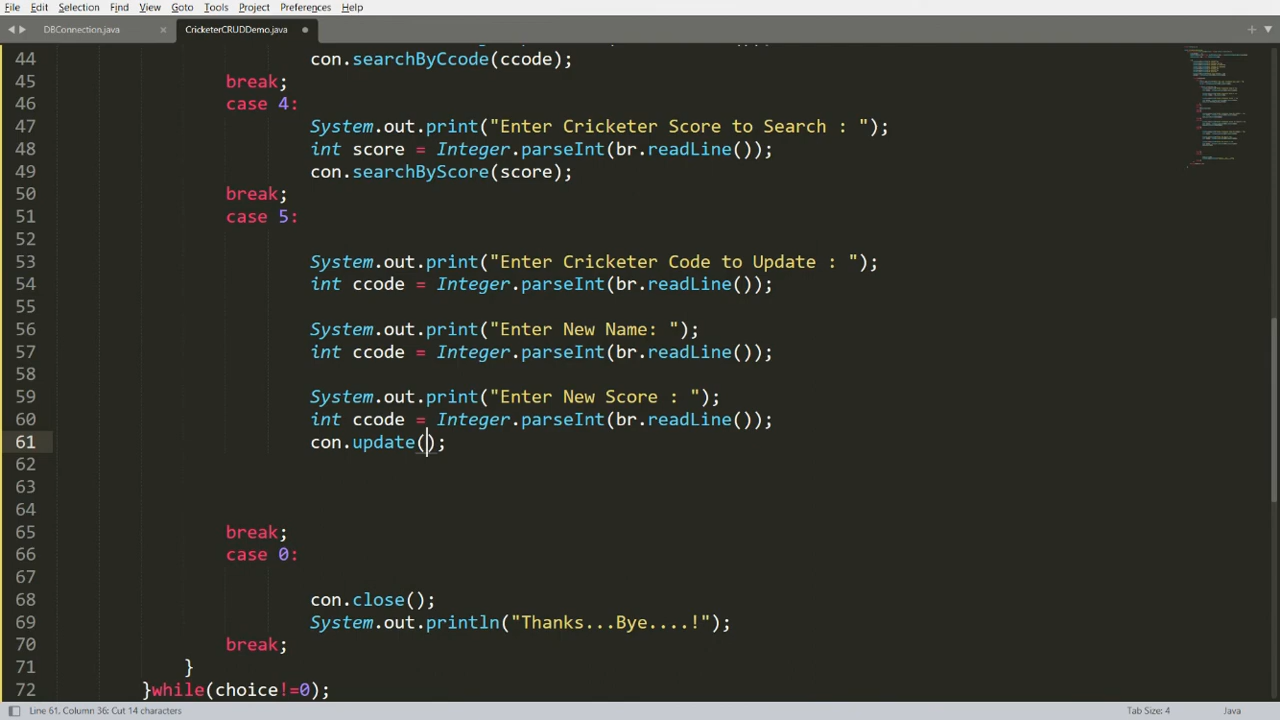 File Edit Selection Find View Goto Tools Project Preferences Help
DBConnection.java × CricketerCRUDDemo.java
44 con.searchByCcode(ccode);
45 break;
46 case 4:
47 System.out.print("Enter Cricketer Score to Search : ");
48 int score = Integer.parseInt(br.readLine());
49 con.searchByScore(score);
50 break;
51 case 5:
52
53 System.out.print("Enter Cricketer Code to Update : ");
54 int ccode = Integer.parseInt(br.readLine());
55
56 System.out.print("Enter New Name: ");
57 int ccode = Integer.parseInt(br.readLine());
58
59 System.out.print("Enter New Score : ");
60 int ccode = Integer.parseInt(br.readLine());
61 con.update();
62
63
64
65 break;
66 case 0:
67
68 con.close();
69 System.out.println("Thanks...Bye....!");
70 break;
71 }
72 }while(choice!=0);
Line 61, Column 36: Cut 14 characters Tab Size: 4 Java